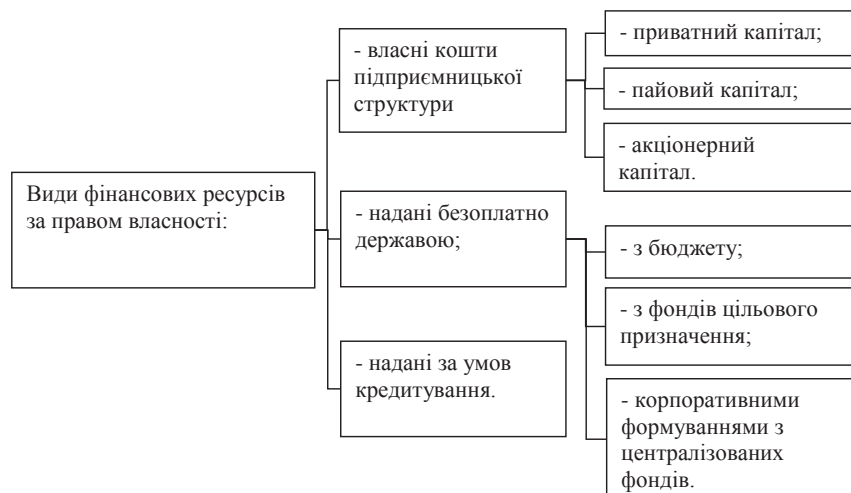 Види фінансових ресурсів
за правом власності:
- власні кошти
підприємницької
структури
- приватний капітал;
- пайовий капітал;
- акціонерний
капітал.
- надані безоплатно
державою;
- з бюджету;
- з фондів цільового
призначення;
- корпоративними
формуваннями з
централізованих
фондів.
- надані за умов
кредитування.